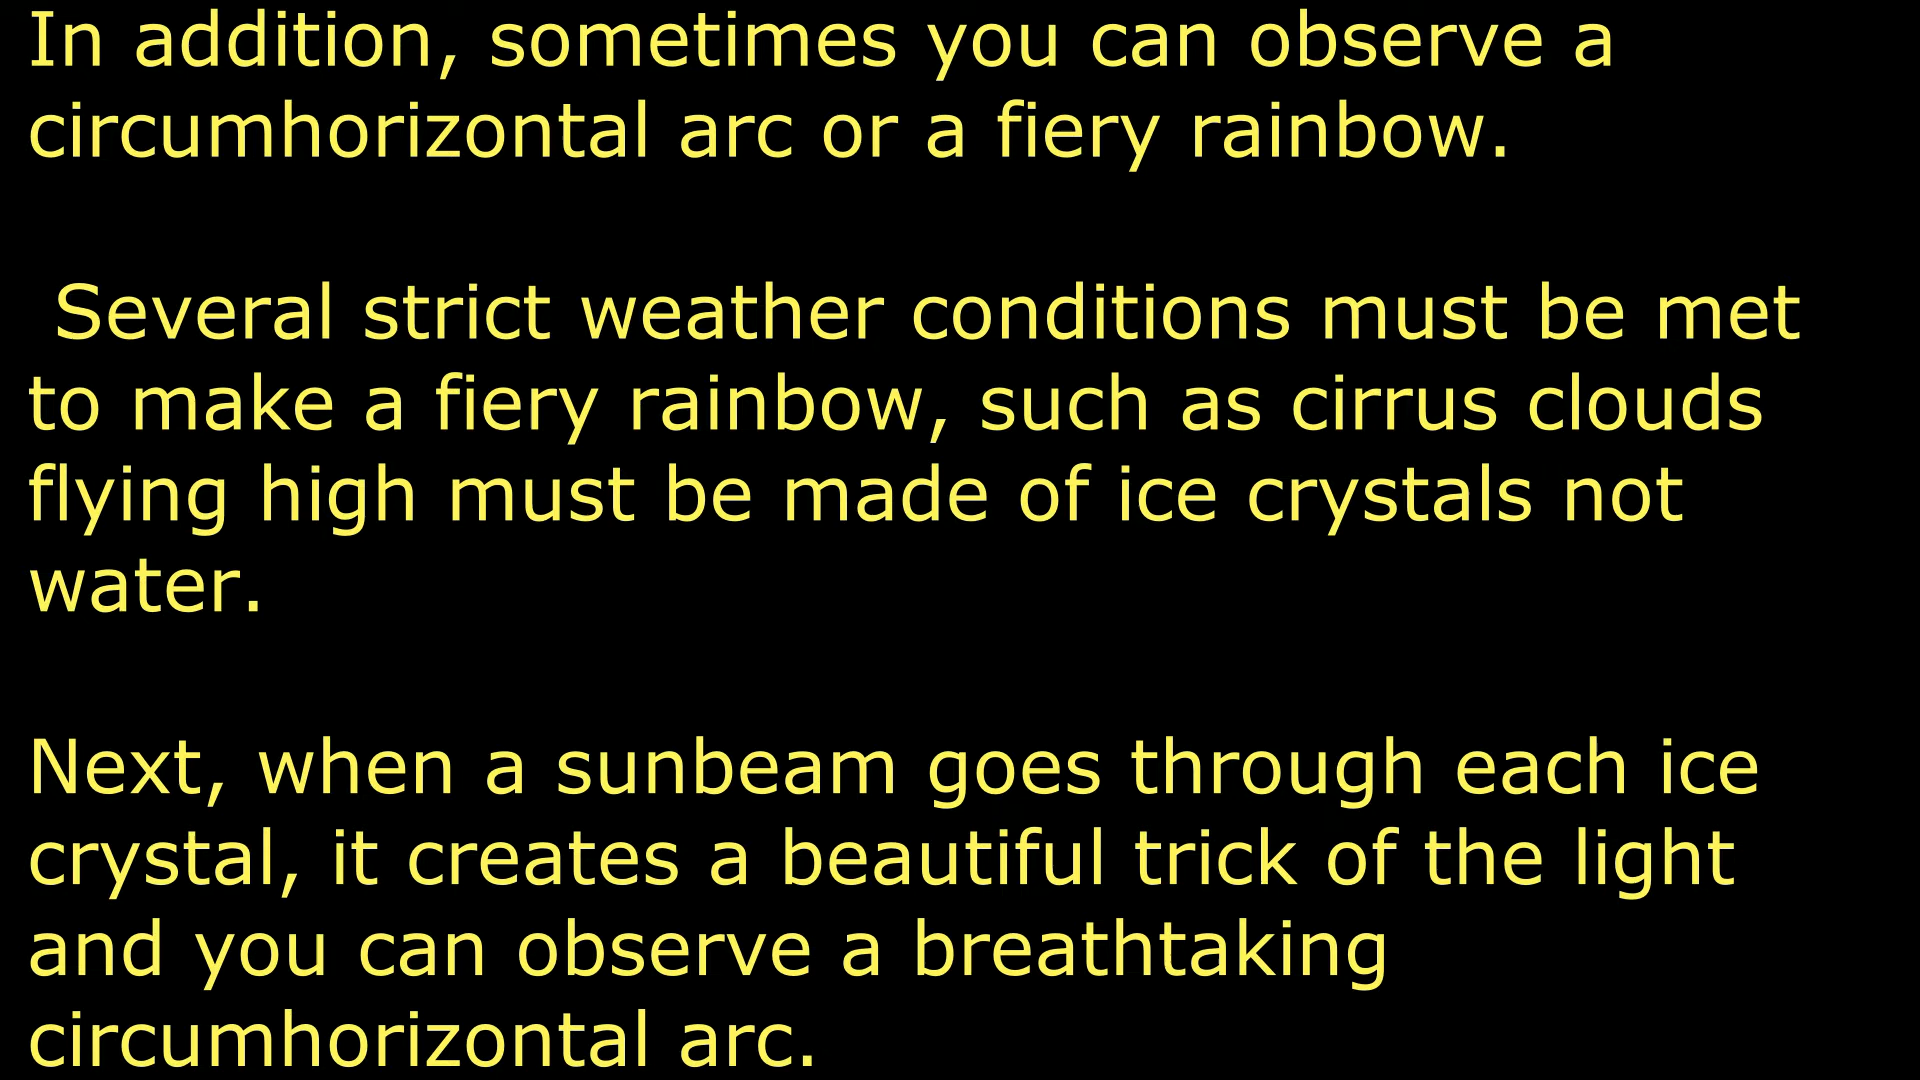 In addition, sometimes you can observe a
circumhorizontal arc or a fiery rainbow.
Several strict weather conditions must be met
to make a fiery rainbow, such as cirrus clouds
flying high must be made of ice crystals not
water.
Next, when a sunbeam goes through each ice
crystal, it creates a beautiful trick of the light
and you can observe a breathtaking
circumhorizontal arc.